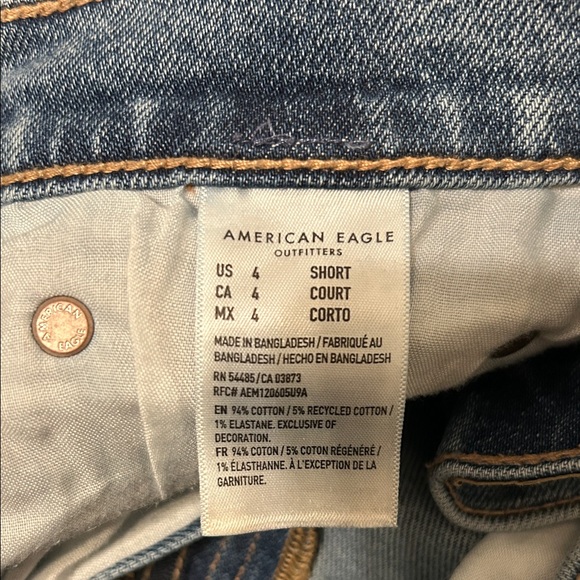 AMERICAN EAGLE
OUTFITTERS
US 4 SHORT
CA 4 COURT
MX 4 CORTO
MADE IN BANGLADESH / FABRIQUÉ AU
BANGLADESH / HECHO EN BANGLADESH
RN 54485/CA 03873
RFC# AEM120605U9A
EN 94% COTTON / 5% RECYCLED COTTON /
1% ELASTANE. EXCLUSIVE OF
DECORATION.
FR 94% COTON / 5% COTON RÉGÉNÉRÉ /
1% ÉLASTHANNE. À L'EXCEPTION DE LA
GARNITURE.
AMERICAN
EAGLE